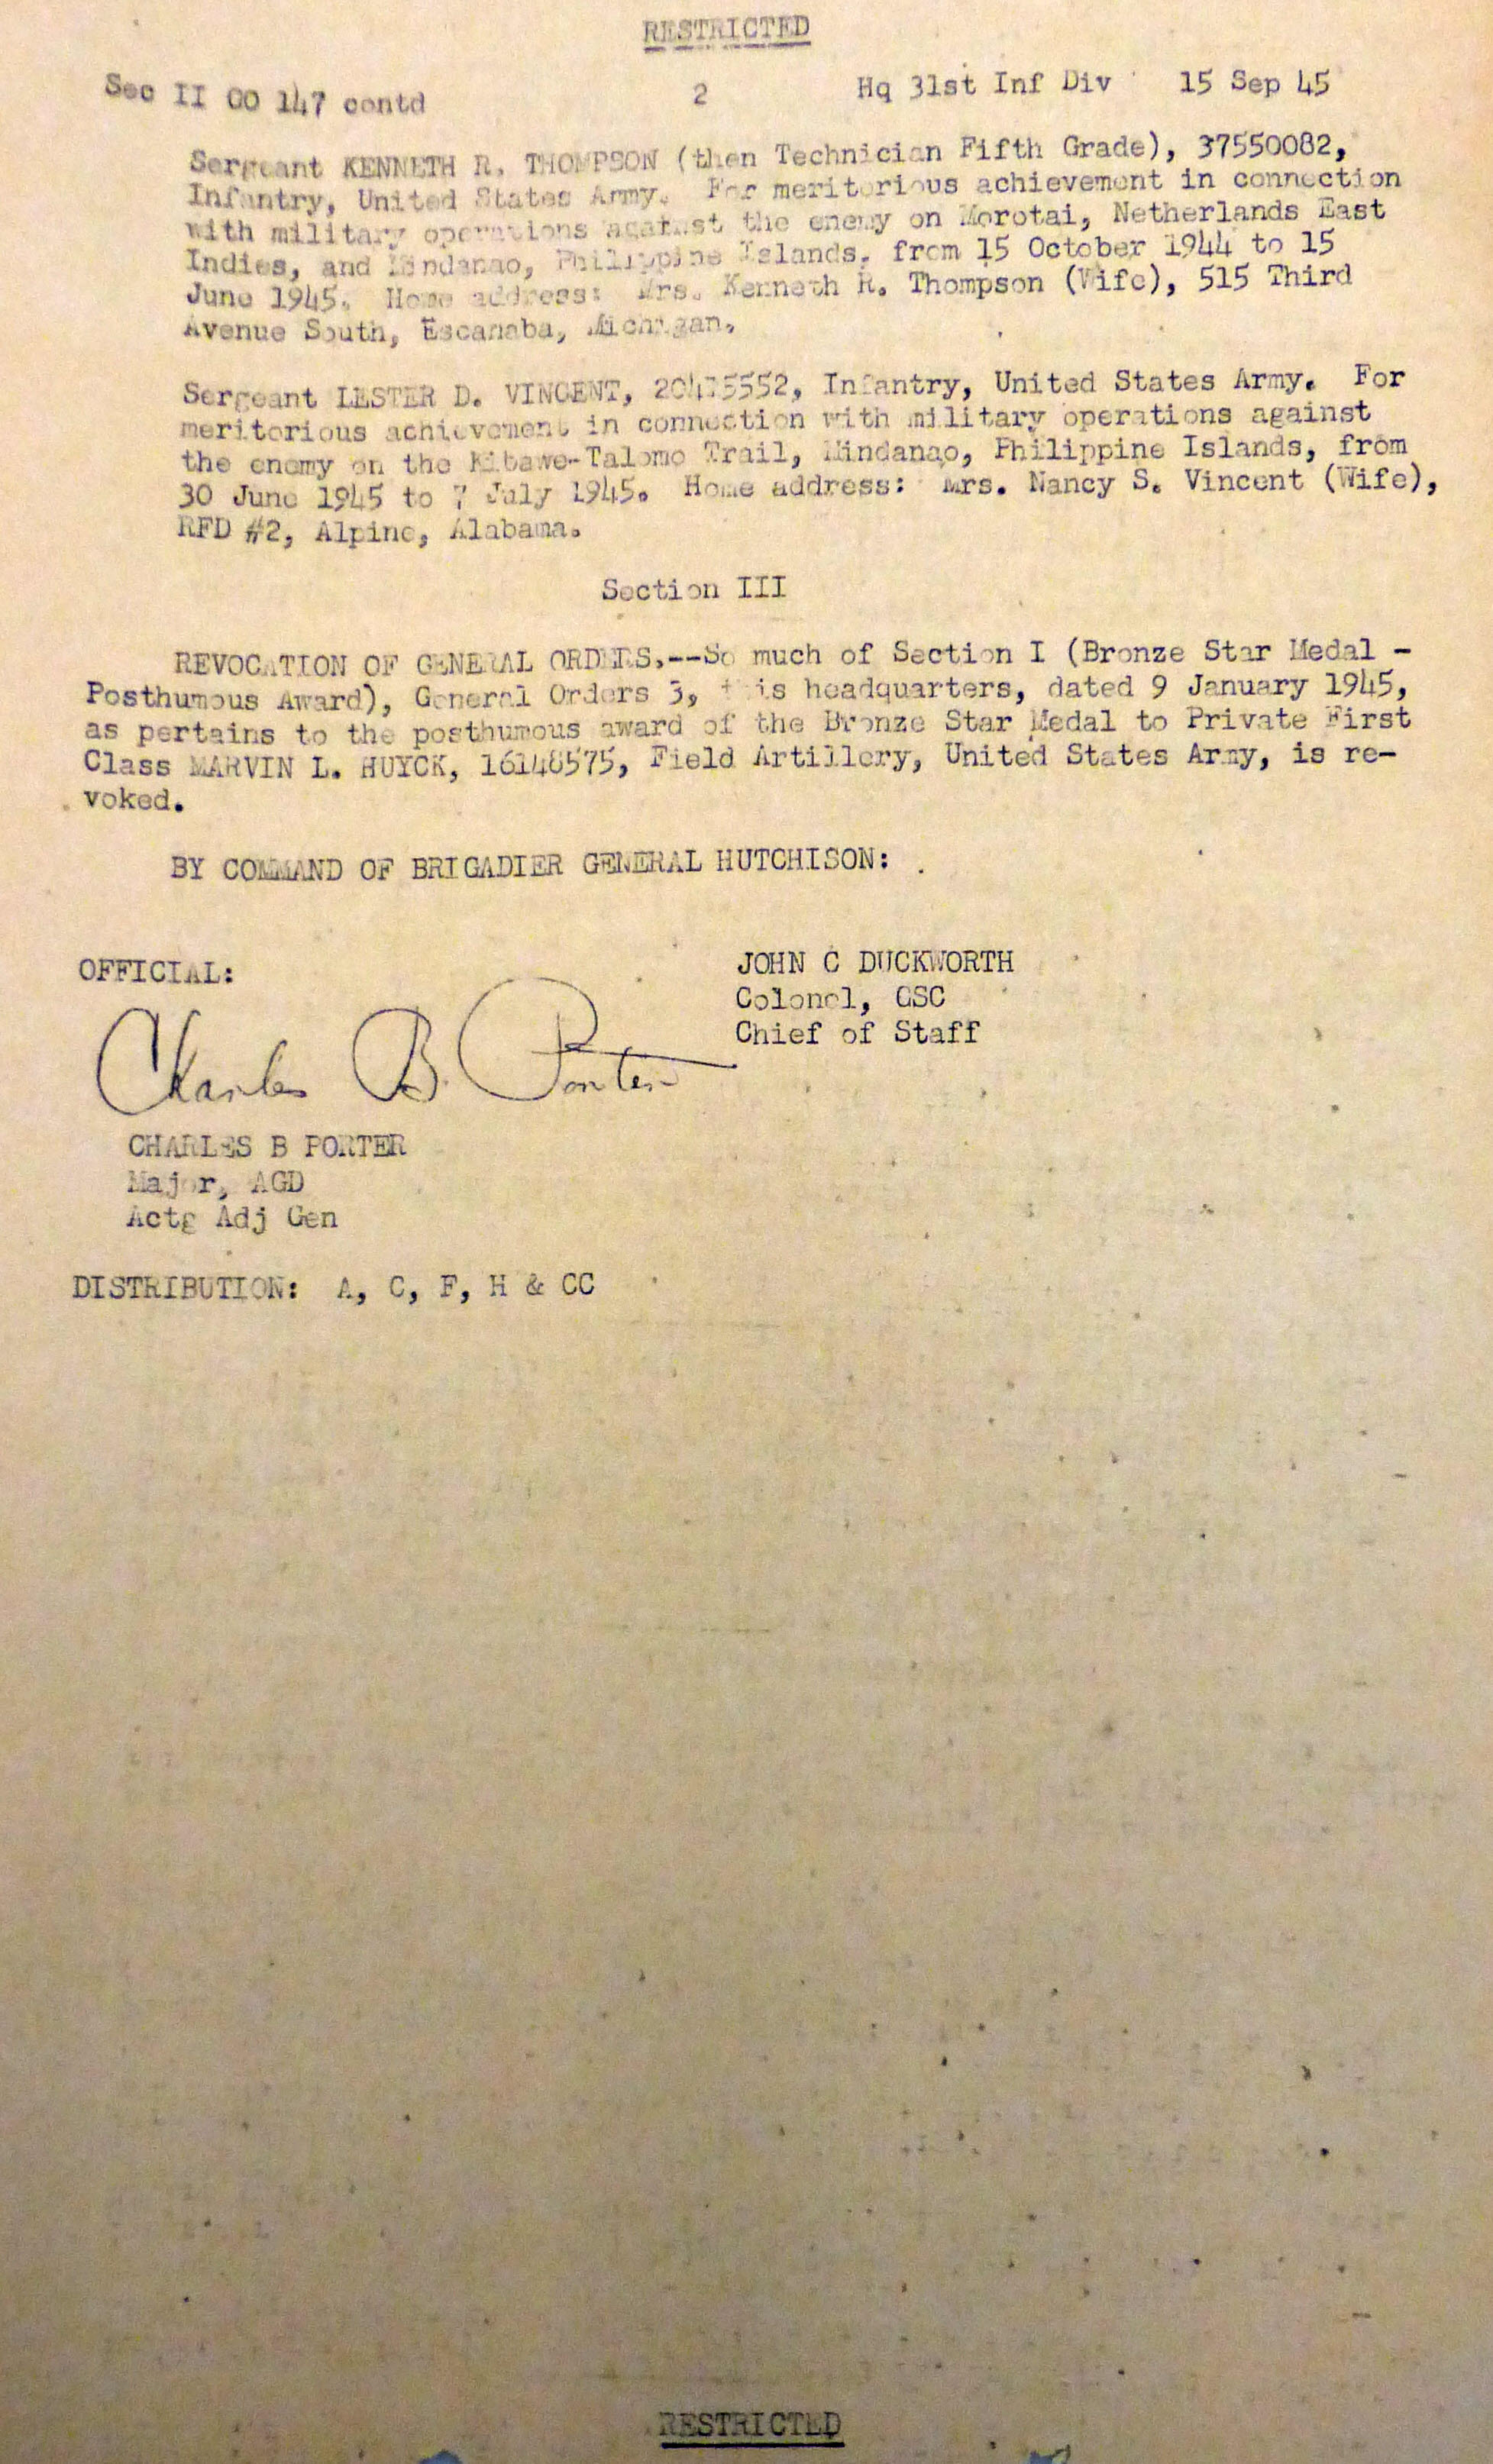 RESTRICTED
Sec II GO 147 contd 2 Hq 31st Inf Div 15 Sep 45
Sergeant KENNETH R. THOMPSON (then Technician Fifth Grade), 37550082,
Infantry, United States Army. For meritorious achievement in connection
with military operations against the enemy on Morotai, Netherlands East
Indies, and Mindanao, Philippine Islands, from 15 October 1944 to 15
June 1945. Home address: Mrs. Kenneth R. Thompson (Wife), 515 Third
Avenue South, Escanaba, Michigan.
Sergeant LESTER D. VINCENT, 20415552, Infantry, United States Army. For
meritorious achievement in connection with military operations against
the enemy on the Kibawe-Talomo Trail, Mindanao, Philippine Islands, from
30 June 1945 to 7 July 1945. Home address: Mrs. Nancy S. Vincent (Wife),
RFD #2, Alpine, Alabama.
Section III
REVOCATION OF GENERAL ORDERS.--So much of Section I (Bronze Star Medal -
Posthumous Award), General Orders 3, this headquarters, dated 9 January 1945,
as pertains to the posthumous award of the Bronze Star Medal to Private First
Class MARVIN L. HUYCK, 16148575, Field Artillery, United States Army, is re-
voked.
BY COMMAND OF BRIGADIER GENERAL HUTCHISON:
OFFICIAL:
JOHN C DUCKWORTH
Colonel, GSC
Chief of Staff
Charles B. Porter
CHARLES B PORTER
Major, AGD
Actg Adj Gen
DISTRIBUTION: A, C, F, H & CC
RESTRICTED